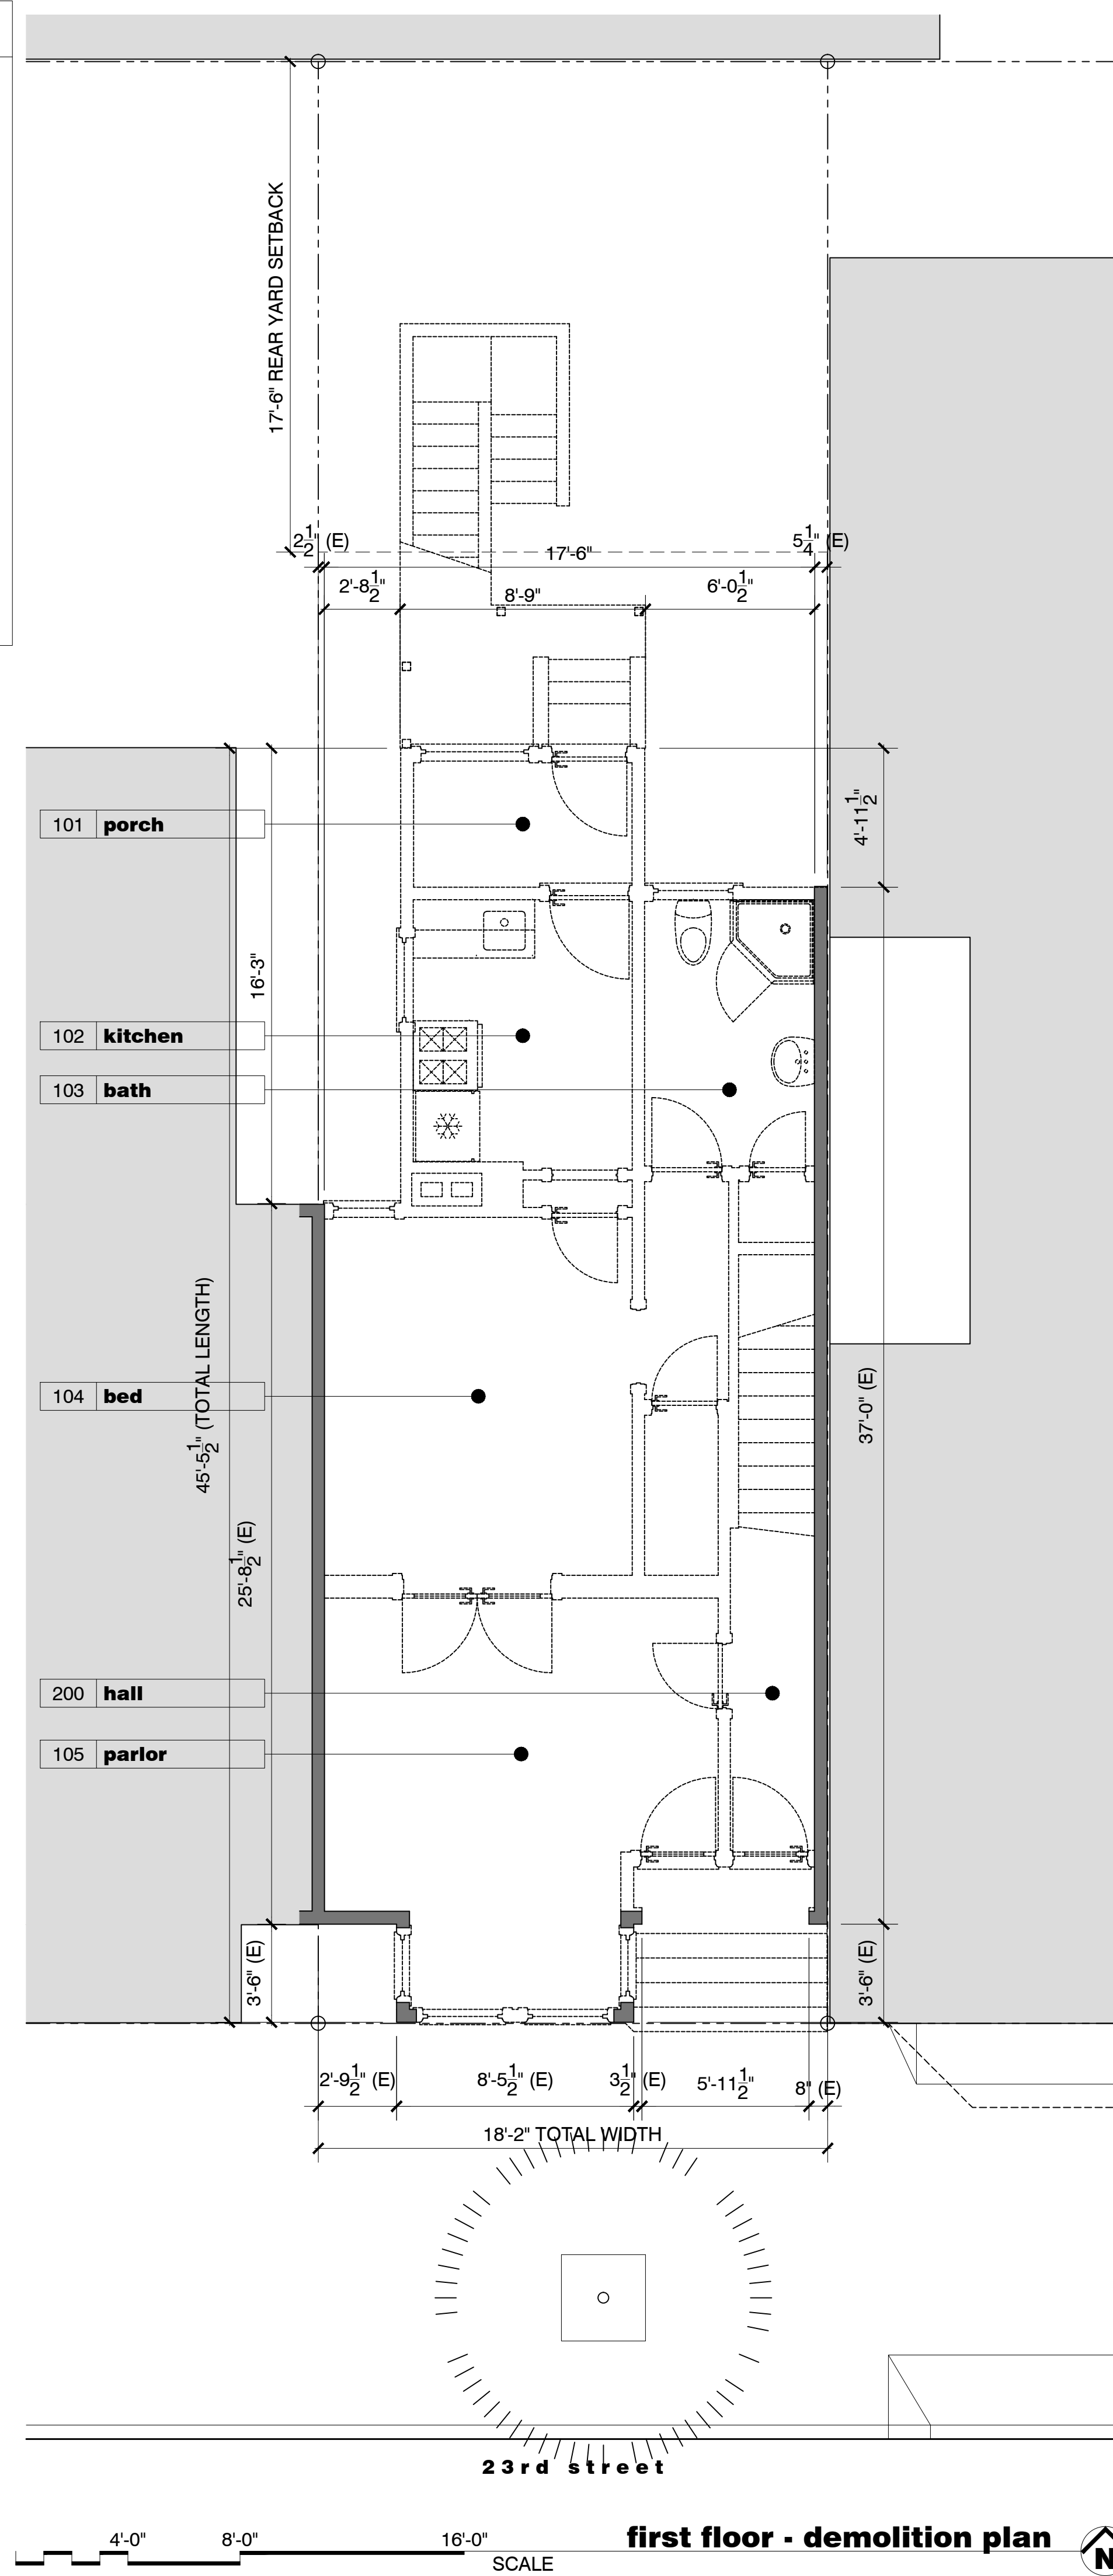 17'-6" REAR YARD SETBACK
2 1/2" (E)
17'-6"
5 1/4" (E)
2'-8 1/2"
8'-9"
6'-0 1/2"
4'-11 1/2"
101 porch
16'-3"
102 kitchen
103 bath
45'-5 1/2" (TOTAL LENGTH)
37'-0" (E)
104 bed
25'-8 1/2" (E)
200 hall
105 parlor
3'-6" (E)
3'-6" (E)
2'-9 1/2" (E)
8'-5 1/2" (E)
3 1/2" (E)
5'-11 1/2"
8" (E)
18'-2" TOTAL WIDTH
23rd street
4'-0"
8'-0"
16'-0"
SCALE
first floor - demolition plan
N